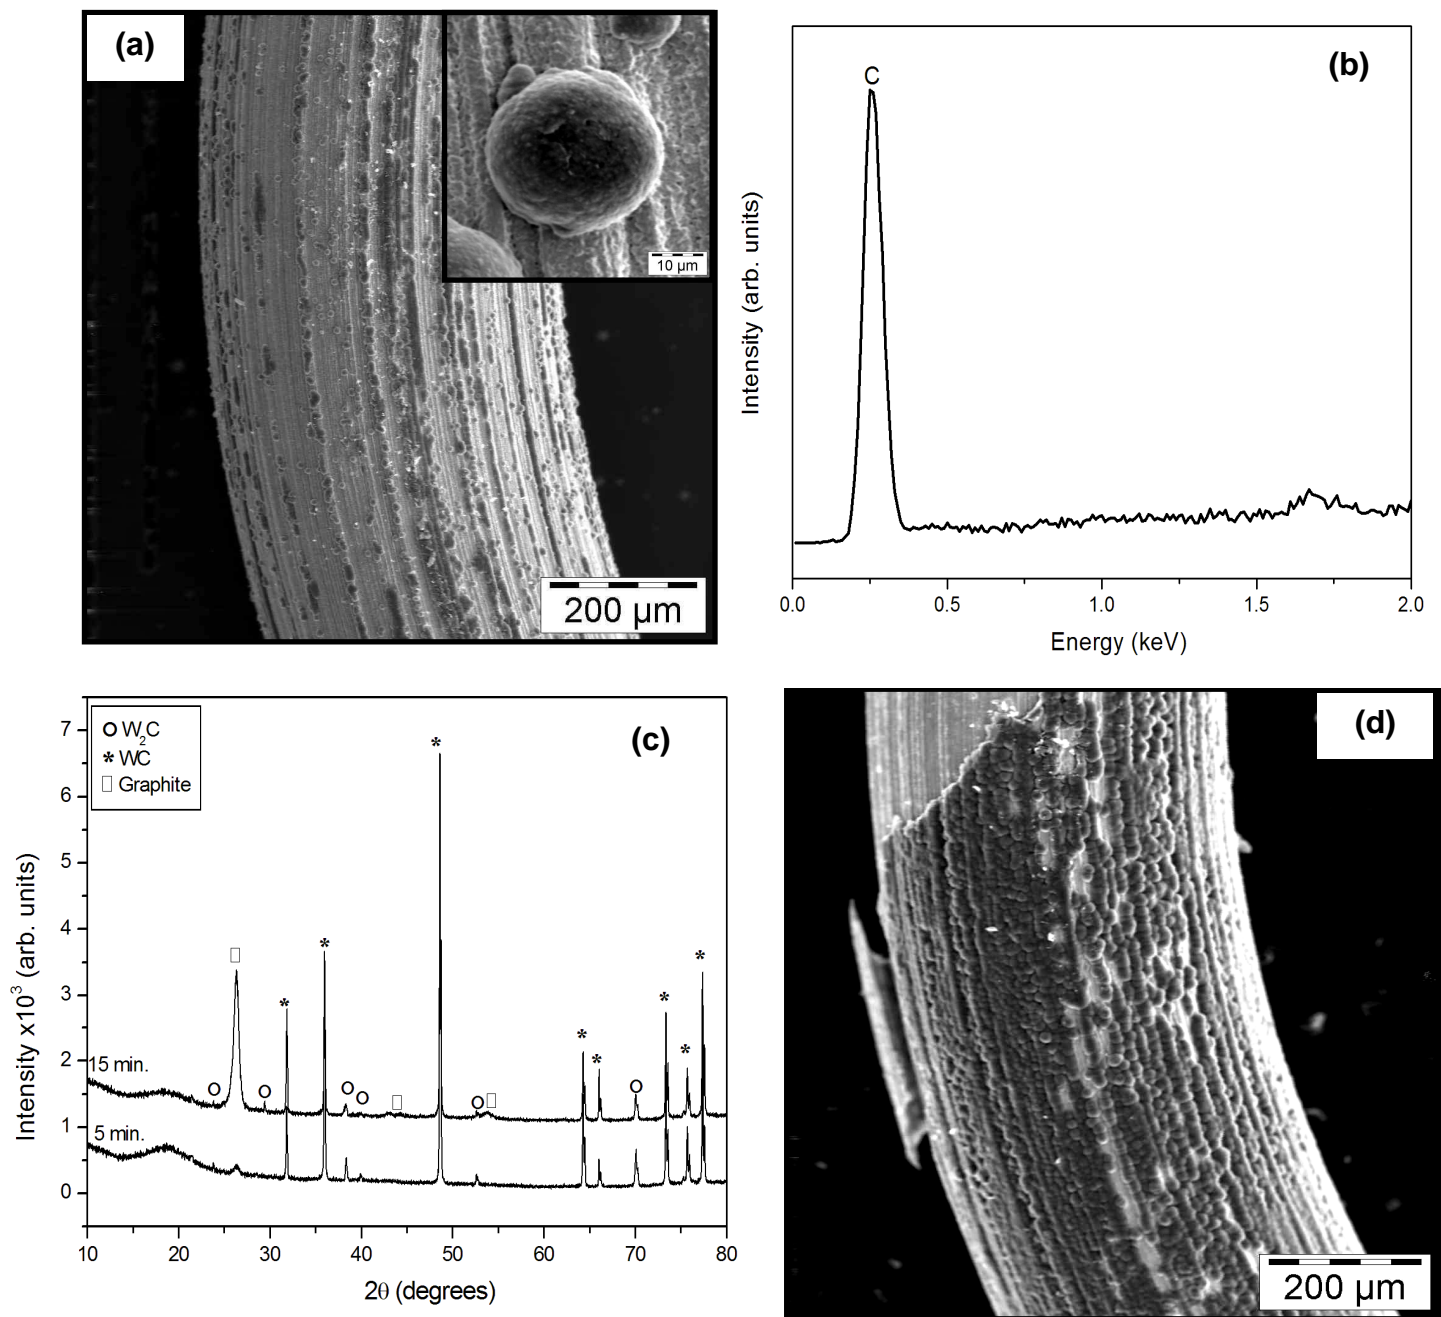 (a)
10 µm
200 µm
(b)
C
Intensity (arb. units)
0.0 0.5 1.0 1.5 2.0
Energy (keV)
(c)
o W₂C
* WC
▯ Graphite
Intensity x10³ (arb. units)
7
6
5
4
3
2
1
0
15 min.
5 min.
10 20 30 40 50 60 70 80
2θ (degrees)
(d)
200 µm